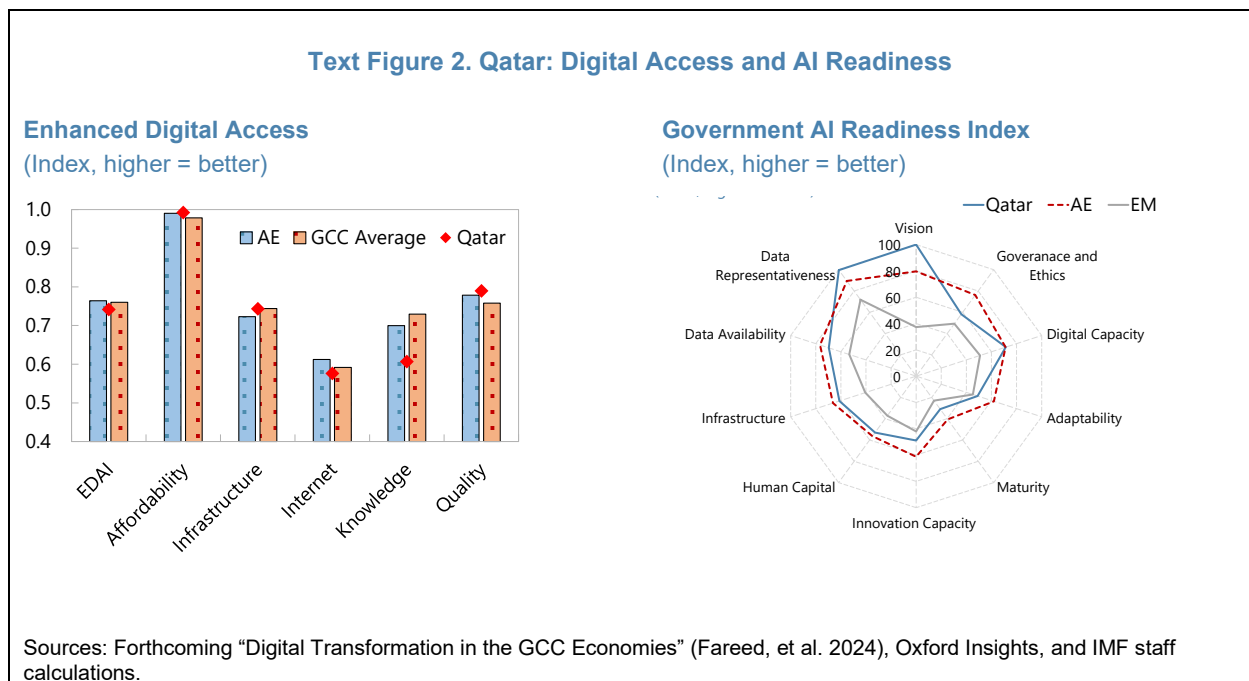 Text Figure 2. Qatar: Digital Access and AI Readiness
Enhanced Digital Access
(Index, higher = better)
1.0
0.9
0.8
0.7
0.6
0.5
0.4
AE
GCC Average
Qatar
EDAI
Affordability
Infrastructure
Internet
Knowledge
Quality
Government AI Readiness Index
(Index, higher = better)
Qatar
AE
EM
Vision
Goveranace and
Ethics
Digital Capacity
Adaptability
Maturity
Innovation Capacity
Human Capital
Infrastructure
Data Availability
Data
Representativeness
100
80
60
40
20
0
Sources: Forthcoming “Digital Transformation in the GCC Economies” (Fareed, et al. 2024), Oxford Insights, and IMF staff
calculations.